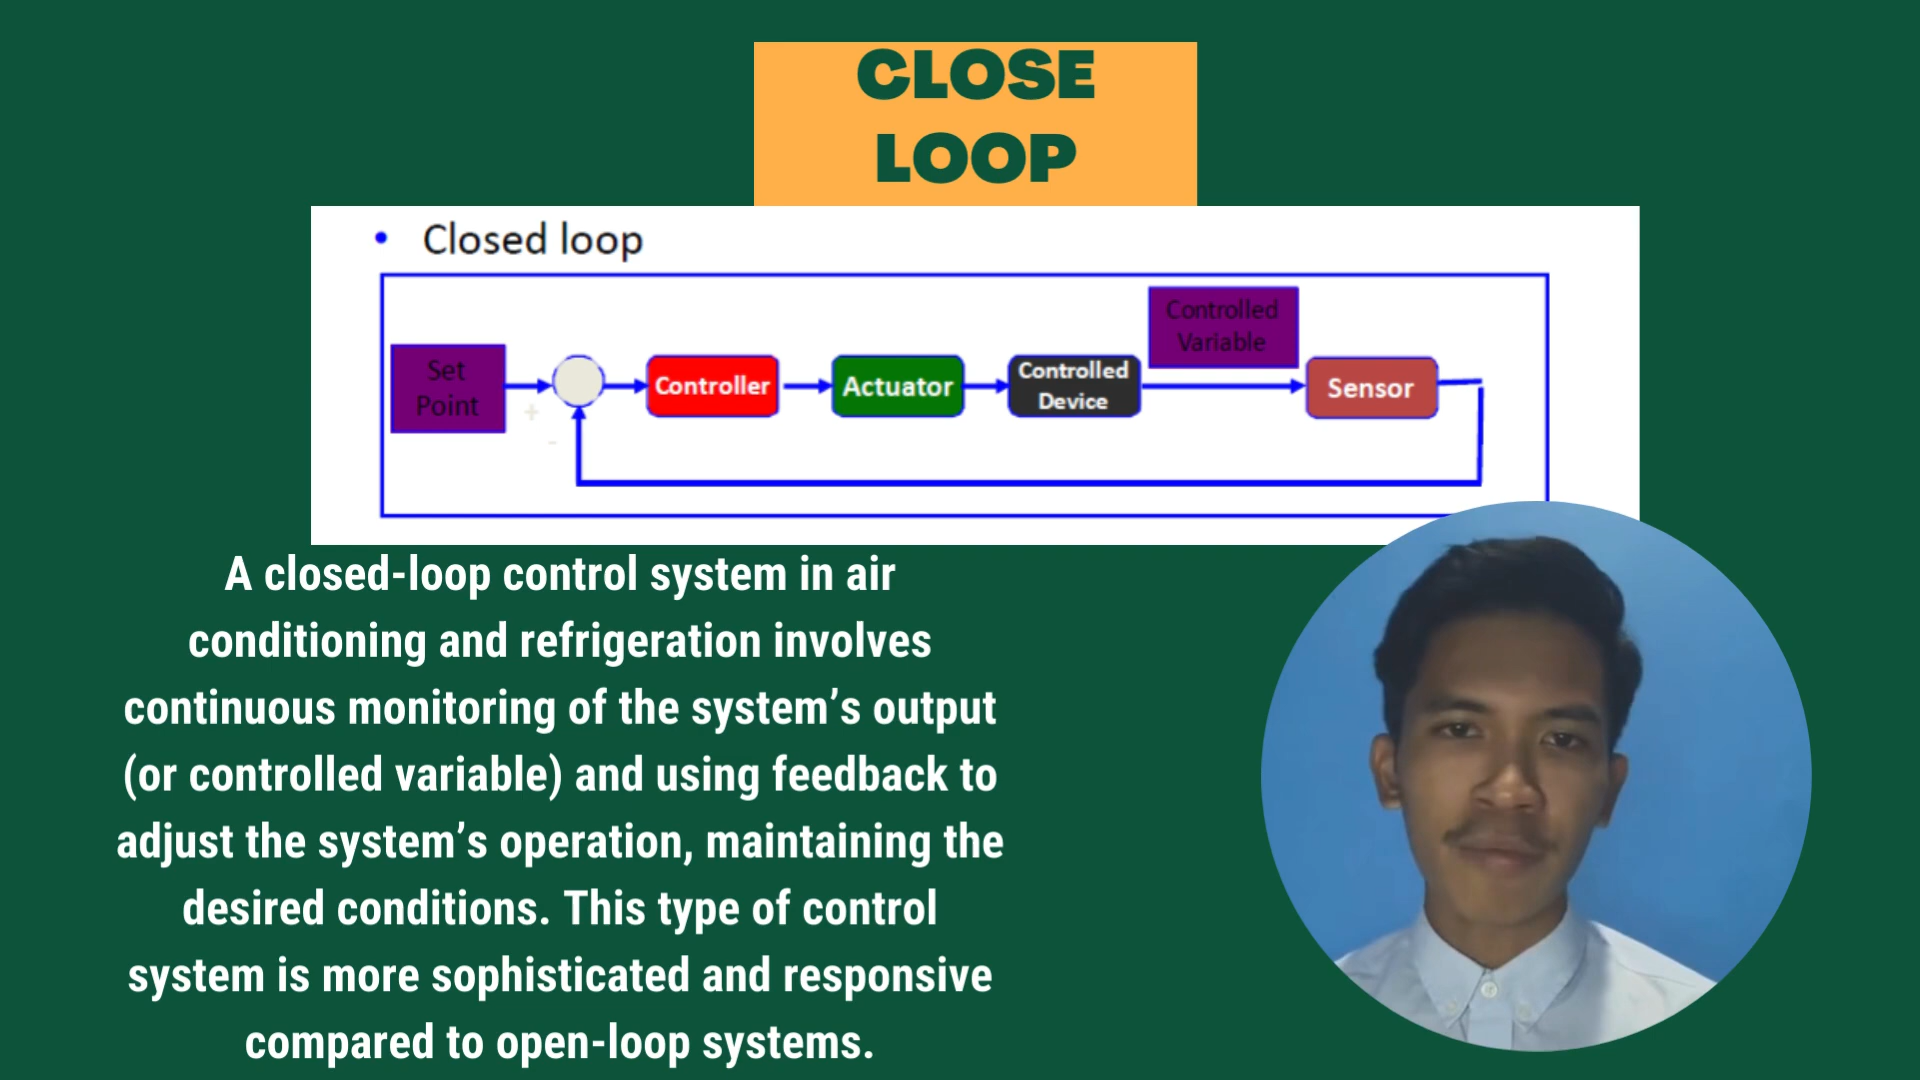 CLOSE
LOOP
• Closed loop
Set
Point
+
-
Controller
Actuator
Controlled
Device
Controlled
Variable
Sensor
A closed-loop control system in air
conditioning and refrigeration involves
continuous monitoring of the system’s output
(or controlled variable) and using feedback to
adjust the system’s operation, maintaining the
desired conditions. This type of control
system is more sophisticated and responsive
compared to open-loop systems.